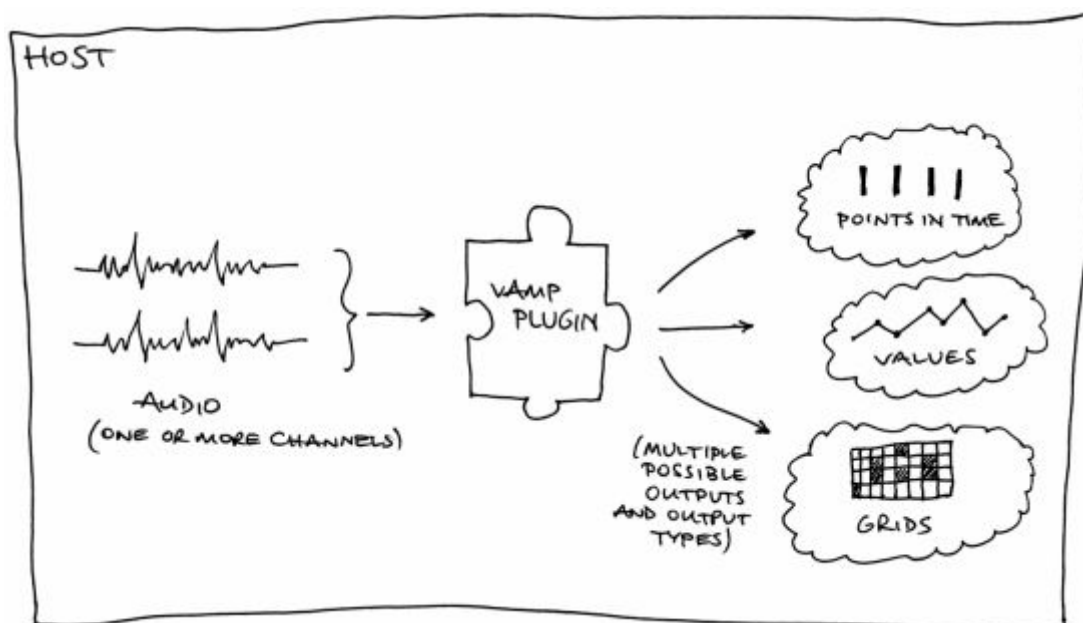 HOST
POINTS IN TIME
VAMP
PLUGIN
VALUES
AUDIO
(ONE OR MORE CHANNELS)
(MULTIPLE
POSSIBLE
OUTPUTS
AND OUTPUT
TYPES)
GRIDS